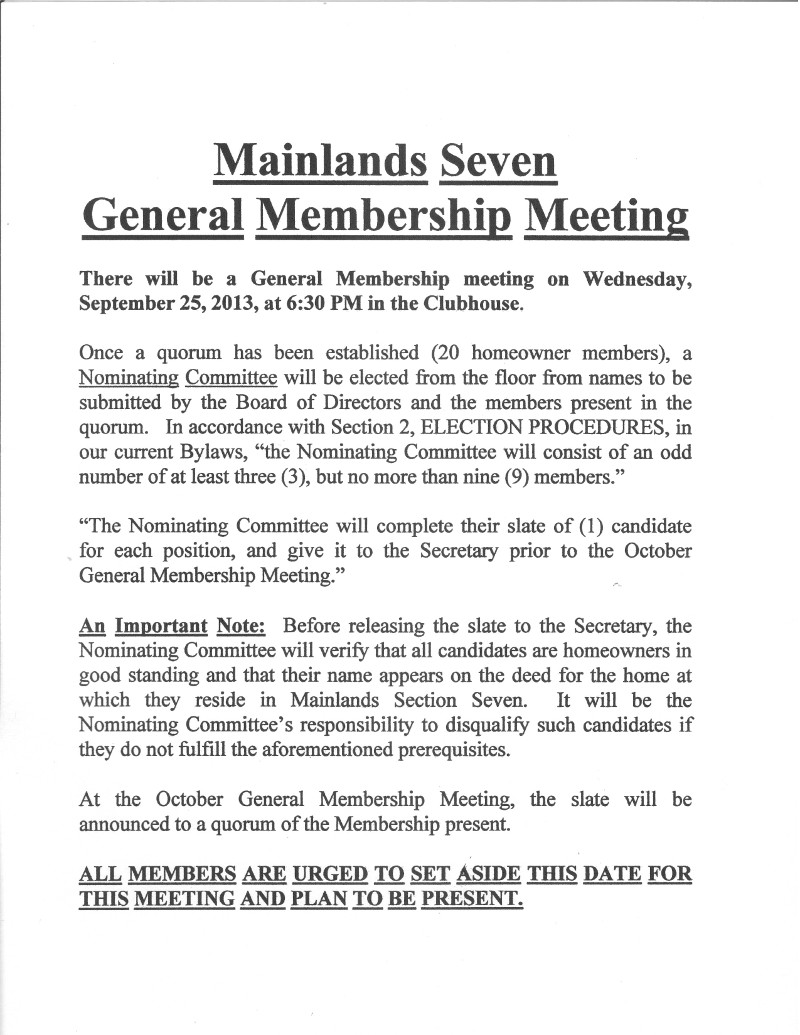 Mainlands Seven
General Membership Meeting
There will be a General Membership meeting on Wednesday,
September 25, 2013, at 6:30 PM in the Clubhouse.
Once a quorum has been established (20 homeowner members), a
Nominating Committee will be elected from the floor from names to be
submitted by the Board of Directors and the members present in the
quorum. In accordance with Section 2, ELECTION PROCEDURES, in
our current Bylaws, “the Nominating Committee will consist of an odd
number of at least three (3), but no more than nine (9) members.”
“The Nominating Committee will complete their slate of (1) candidate
for each position, and give it to the Secretary prior to the October
General Membership Meeting.”
An Important Note: Before releasing the slate to the Secretary, the
Nominating Committee will verify that all candidates are homeowners in
good standing and that their name appears on the deed for the home at
which they reside in Mainlands Section Seven. It will be the
Nominating Committee’s responsibility to disqualify such candidates if
they do not fulfill the aforementioned prerequisites.
At the October General Membership Meeting, the slate will be
announced to a quorum of the Membership present.
ALL MEMBERS ARE URGED TO SET ASIDE THIS DATE FOR
THIS MEETING AND PLAN TO BE PRESENT.